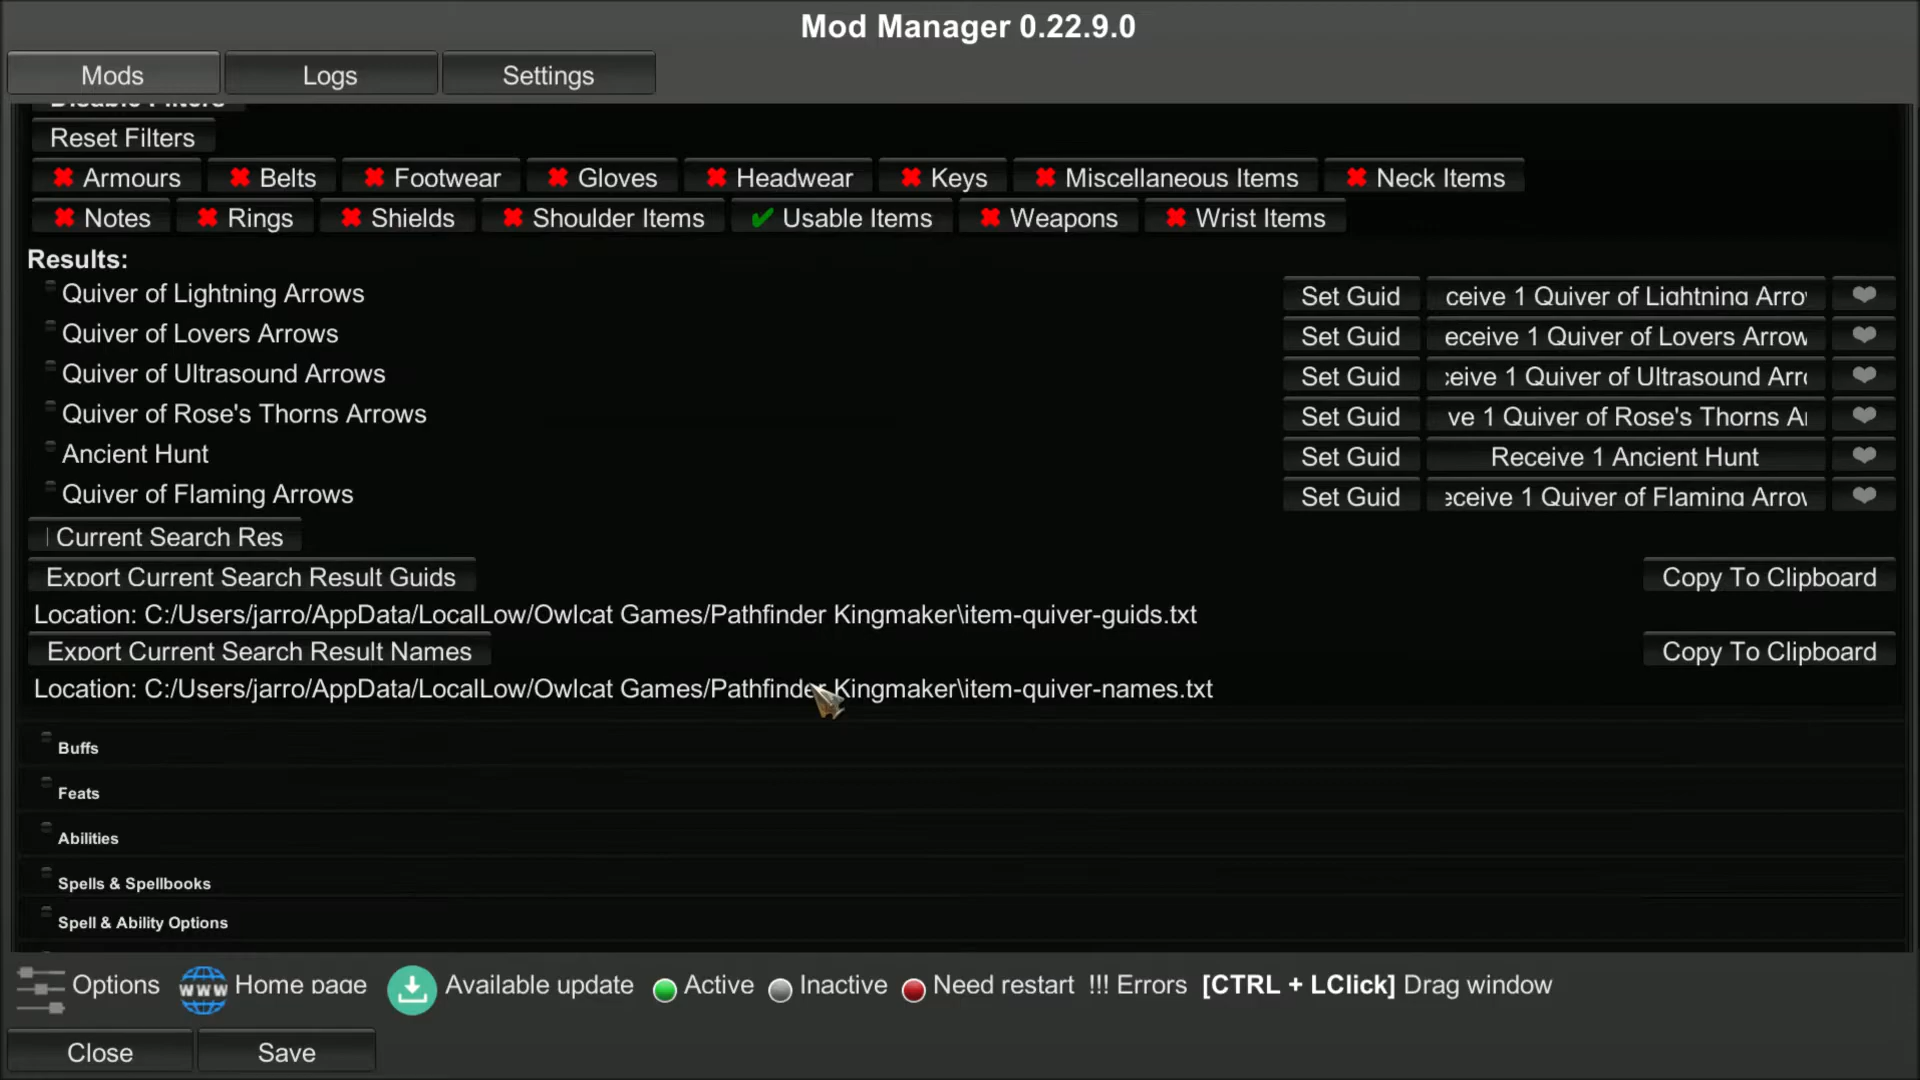 Mod Manager 0.22.9.0
Mods Logs Settings
Disable Filters
Reset Filters
Armours Belts Footwear Gloves Headwear Keys Miscellaneous Items Neck Items
Notes Rings Shields Shoulder Items Usable Items Weapons Wrist Items
Results:
Quiver of Lightning Arrows Set Guid ceive 1 Quiver of Lightning Arro
Quiver of Lovers Arrows Set Guid eceive 1 Quiver of Lovers Arrow
Quiver of Ultrasound Arrows Set Guid ceive 1 Quiver of Ultrasound Arr
Quiver of Rose's Thorns Arrows Set Guid ve 1 Quiver of Rose's Thorns A
Ancient Hunt Set Guid Receive 1 Ancient Hunt
Quiver of Flaming Arrows Set Guid eceive 1 Quiver of Flaming Arrow
Current Search Res
Export Current Search Result Guids Copy To Clipboard
Location: C:/Users/jarro/AppData/LocalLow/Owlcat Games/Pathfinder Kingmaker\item-quiver-guids.txt
Export Current Search Result Names Copy To Clipboard
Location: C:/Users/jarro/AppData/LocalLow/Owlcat Games/Pathfinder Kingmaker\item-quiver-names.txt
Buffs
Feats
Abilities
Spells & Spellbooks
Spell & Ability Options
Options www Home page Available update Active Inactive Need restart !!! Errors [CTRL + LClick] Drag window
Close Save